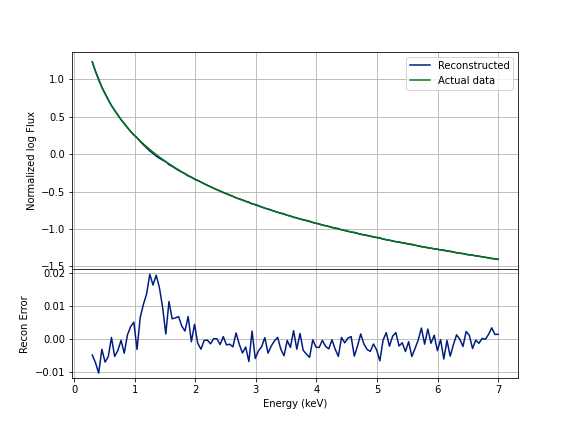 Reconstructed
Actual data
Normalized log Flux
1.0
0.5
0.0
−0.5
−1.0
−1.5
Recon Error
0.02
0.01
0.00
−0.01
0 1 2 3 4 5 6 7
Energy (keV)